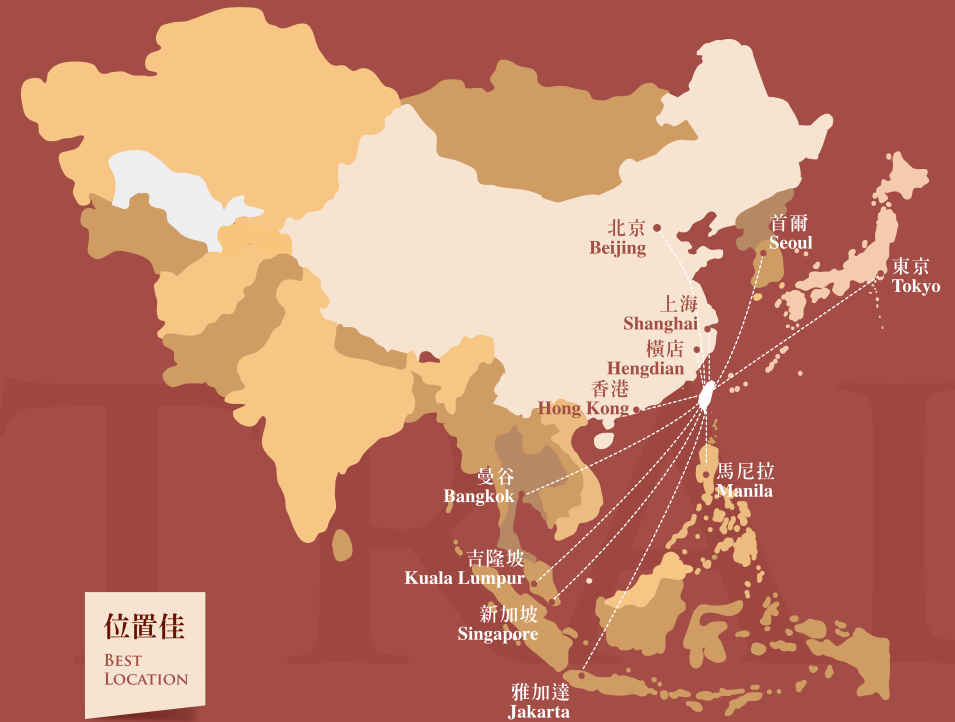 北京
Beijing
首爾
Seoul
東京
Tokyo
上海
Shanghai
橫店
Hengdian
香港
Hong Kong
曼谷
Bangkok
馬尼拉
Manila
吉隆坡
Kuala Lumpur
新加坡
Singapore
雅加達
Jakarta
位置佳
BEST
LOCATION